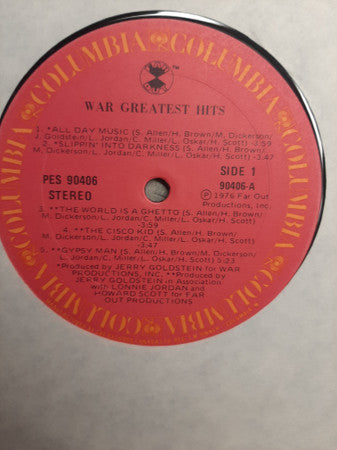 COLUMBIA COLUMBIA
TM
WAR GREATEST HITS
1. *ALL DAY MUSIC (S. Allen/H. Brown/M. Dickerson/
J. Goldstein/L. Jordan/C. Miller/L. Oskar/H. Scott) -3:59
2. *SLIPPIN' INTO DARKNESS (S. Allen/H. Brown/
M. Dickerson/L. Jordan/C. Miller/L. Oskar/H. Scott) -3:47
PES 90406
STEREO
SIDE 1
90406-A
Ⓟ 1976 Far Out
Productions, Inc.
3. **THE WORLD IS A GHETTO (S. Allen/H. Brown/
M. Dickerson/L. Jordan/C. Miller/L. Oskar/H. Scott)
-3:59
4. **THE CISCO KID (S. Allen/H. Brown/
M. Dickerson/L. Jordan/C. Miller/L. Oskar/H. Scott)
-3:47
5. **GYPSY MAN (S. Allen/H. Brown/M. Dickerson/
L. Jordan/C. Miller/L. Oskar/H. Scott) 5:23
*Produced by JERRY GOLDSTEIN for WAR
PRODUCTIONS, INC. **Produced by
JERRY GOLDSTEIN in Association
with LONNIE JORDAN and
HOWARD SCOTT for FAR
OUT PRODUCTIONS
COLUMBIA COLUMBIA